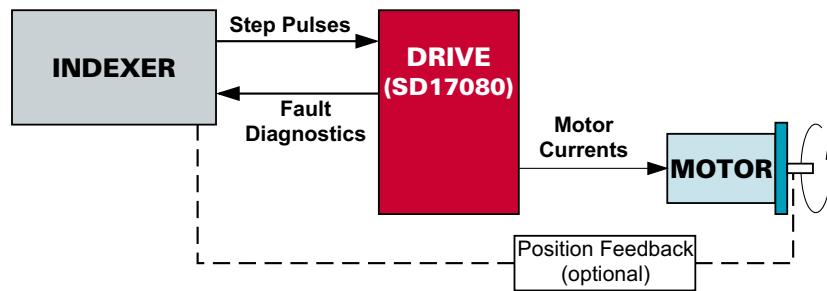 Step Pulses
INDEXER
DRIVE
(SD17080)
Fault
Diagnostics
Motor
Currents
MOTOR
Position Feedback
(optional)